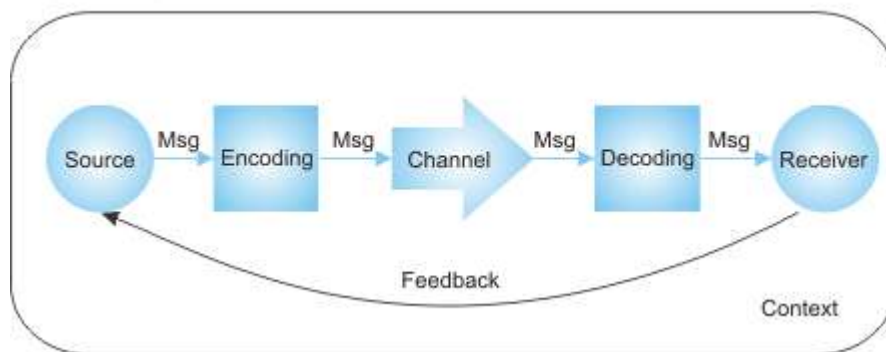 Msg Msg Msg Msg
Source Encoding Channel Decoding Receiver
Feedback
Context